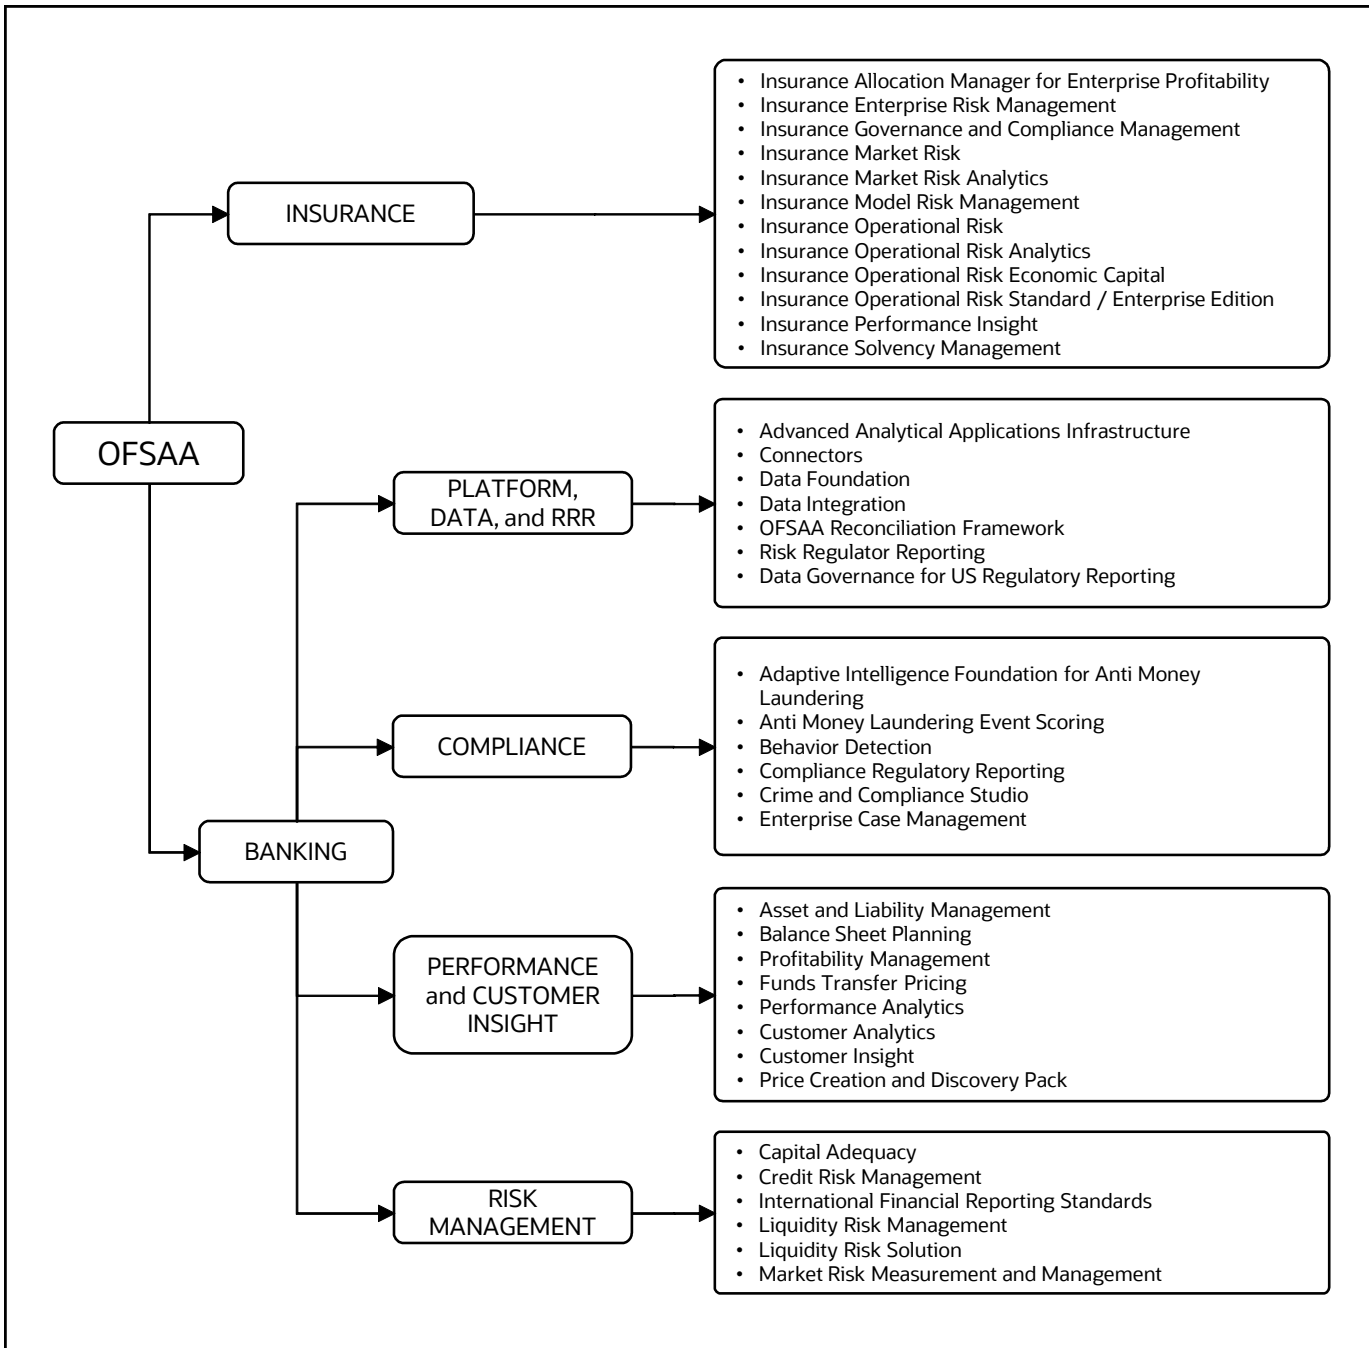 OFSAA
INSURANCE
• Insurance Allocation Manager for Enterprise Profitability
• Insurance Enterprise Risk Management
• Insurance Governance and Compliance Management
• Insurance Market Risk
• Insurance Market Risk Analytics
• Insurance Model Risk Management
• Insurance Operational Risk
• Insurance Operational Risk Analytics
• Insurance Operational Risk Economic Capital
• Insurance Operational Risk Standard / Enterprise Edition
• Insurance Performance Insight
• Insurance Solvency Management
BANKING
PLATFORM,
DATA, and RRR
• Advanced Analytical Applications Infrastructure
• Connectors
• Data Foundation
• Data Integration
• OFSAA Reconciliation Framework
• Risk Regulator Reporting
• Data Governance for US Regulatory Reporting
COMPLIANCE
• Adaptive Intelligence Foundation for Anti Money
Laundering
• Anti Money Laundering Event Scoring
• Behavior Detection
• Compliance Regulatory Reporting
• Crime and Compliance Studio
• Enterprise Case Management
PERFORMANCE
and CUSTOMER
INSIGHT
• Asset and Liability Management
• Balance Sheet Planning
• Profitability Management
• Funds Transfer Pricing
• Performance Analytics
• Customer Analytics
• Customer Insight
• Price Creation and Discovery Pack
RISK
MANAGEMENT
• Capital Adequacy
• Credit Risk Management
• International Financial Reporting Standards
• Liquidity Risk Management
• Liquidity Risk Solution
• Market Risk Measurement and Management